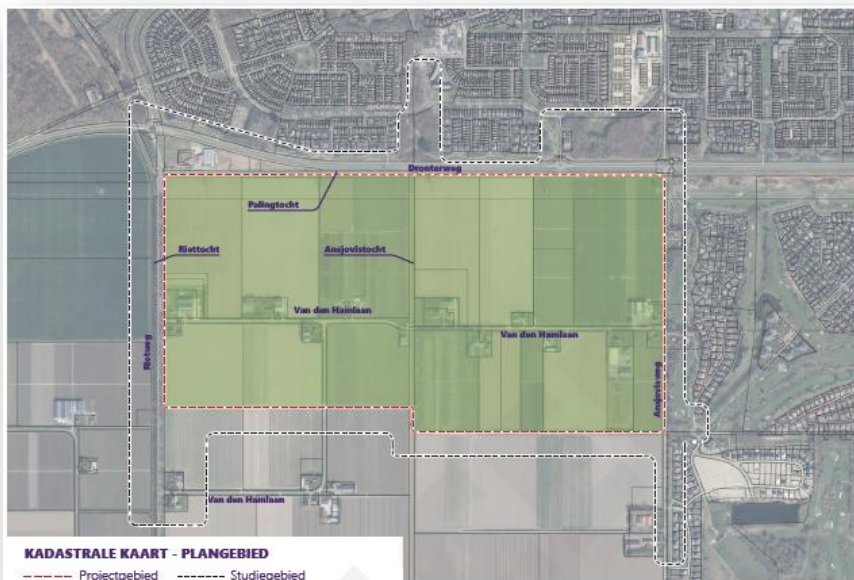 Dronterweg
Palingtocht
Riettocht
Ansjovistocht
Van den Hamlaan
Van den Hamlaan
Rietweg
Ansjovisweg
Van den Hamlaan
KADASTRALE KAART - PLANGEBIED
Projectgebied Studiegebied